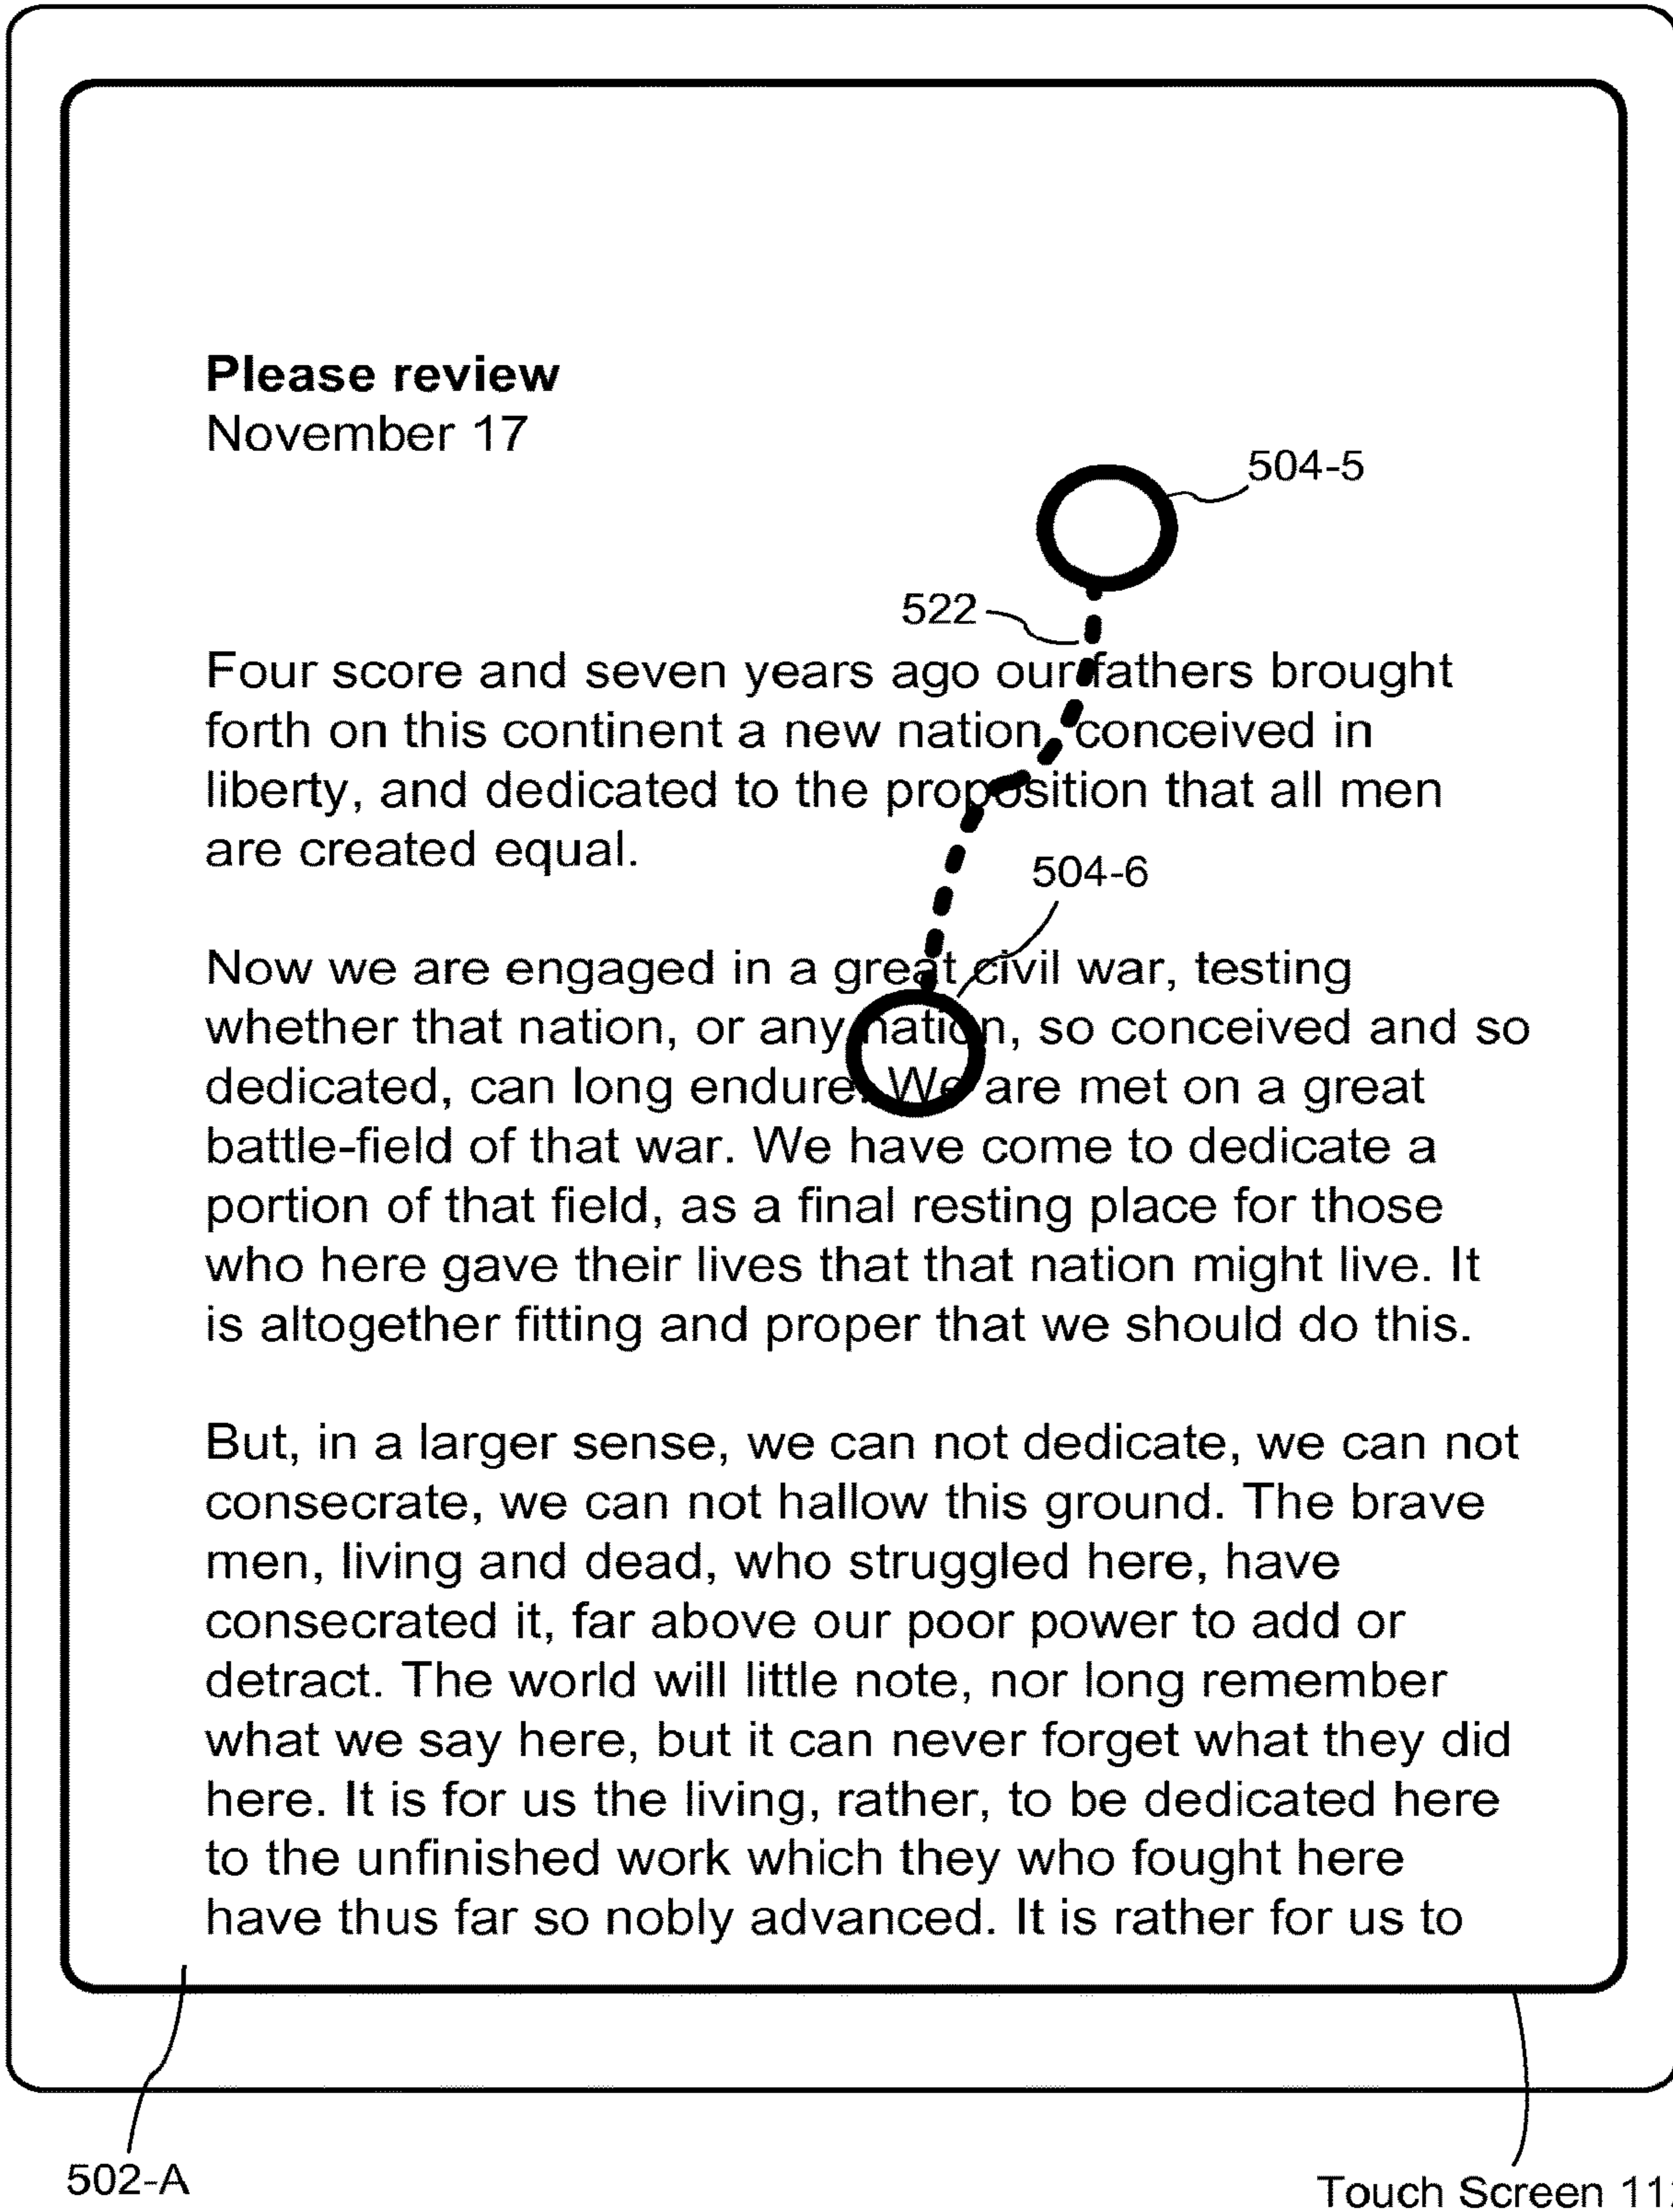 Please review
November 17
504-5
522
Four score and seven years ago our fathers brought
forth on this continent a new nation, conceived in
liberty, and dedicated to the proposition that all men
are created equal.
504-6
Now we are engaged in a great civil war, testing
whether that nation, or any nation, so conceived and so
dedicated, can long endure. We are met on a great
battle-field of that war. We have come to dedicate a
portion of that field, as a final resting place for those
who here gave their lives that that nation might live. It
is altogether fitting and proper that we should do this.
But, in a larger sense, we can not dedicate, we can not
consecrate, we can not hallow this ground. The brave
men, living and dead, who struggled here, have
consecrated it, far above our poor power to add or
detract. The world will little note, nor long remember
what we say here, but it can never forget what they did
here. It is for us the living, rather, to be dedicated here
to the unfinished work which they who fought here
have thus far so nobly advanced. It is rather for us to
502-A
Touch Screen